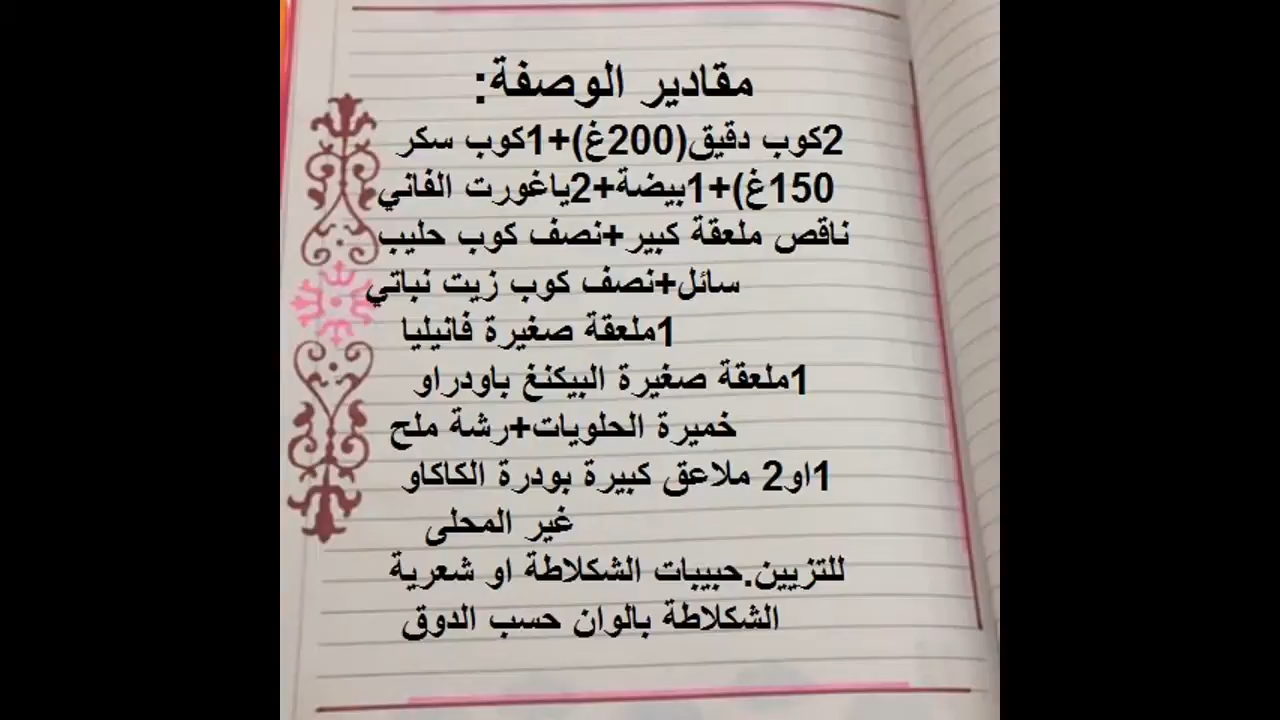 مقادير الوصفة:
2كوب دقيق(200غ)+1كوب سكر
150غ)+1بيضة+2ياغورت الفاني
ناقص ملعقة كبير+نصف كوب حليب
سائل+نصف كوب زيت نباتي
1ملعقة صغيرة فانيليا
1ملعقة صغيرة البيكنغ باودراو
خميرة الحلويات+رشة ملح
1او2 ملاعق كبيرة بودرة الكاكاو
غير المحلى
للتزيين.حبيبات الشكلاطة او شعرية
الشكلاطة بالوان حسب الدوق